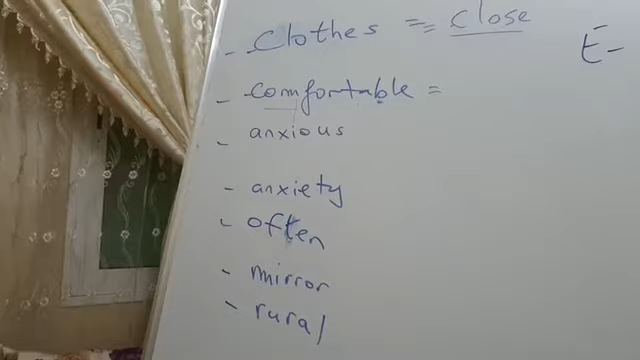 - Clothes == close
E-
- comfortable =
- anxious
- anxiety
- often
- mirror
- rural